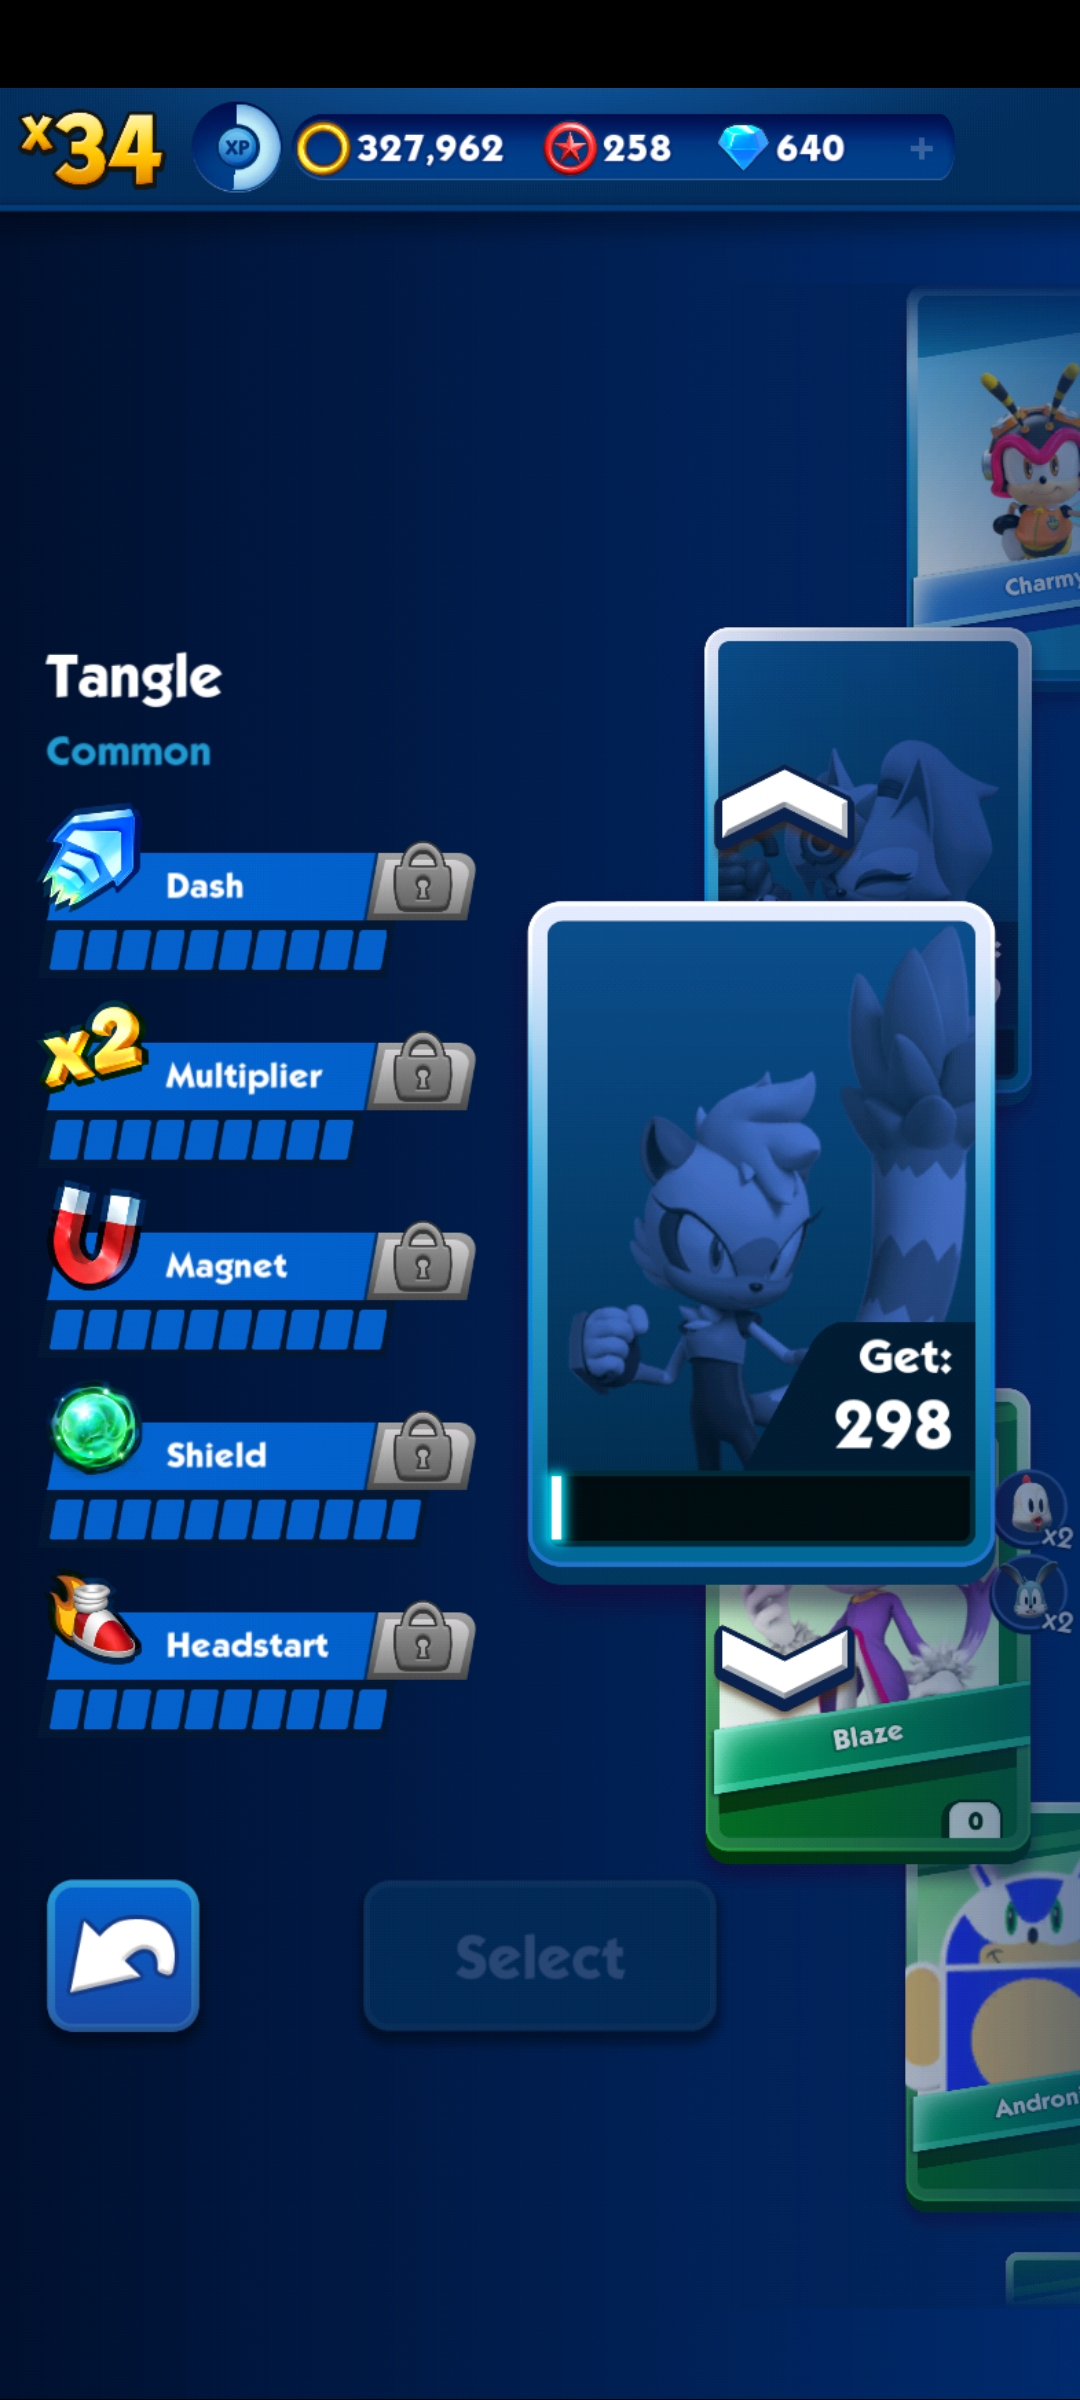 x34
XP
327,962
258
640
+
Charmy
Tangle
Common
Dash
x2
Multiplier
Magnet
Get:
298
Shield
x2
x2
Headstart
Blaze
0
Select
Andron